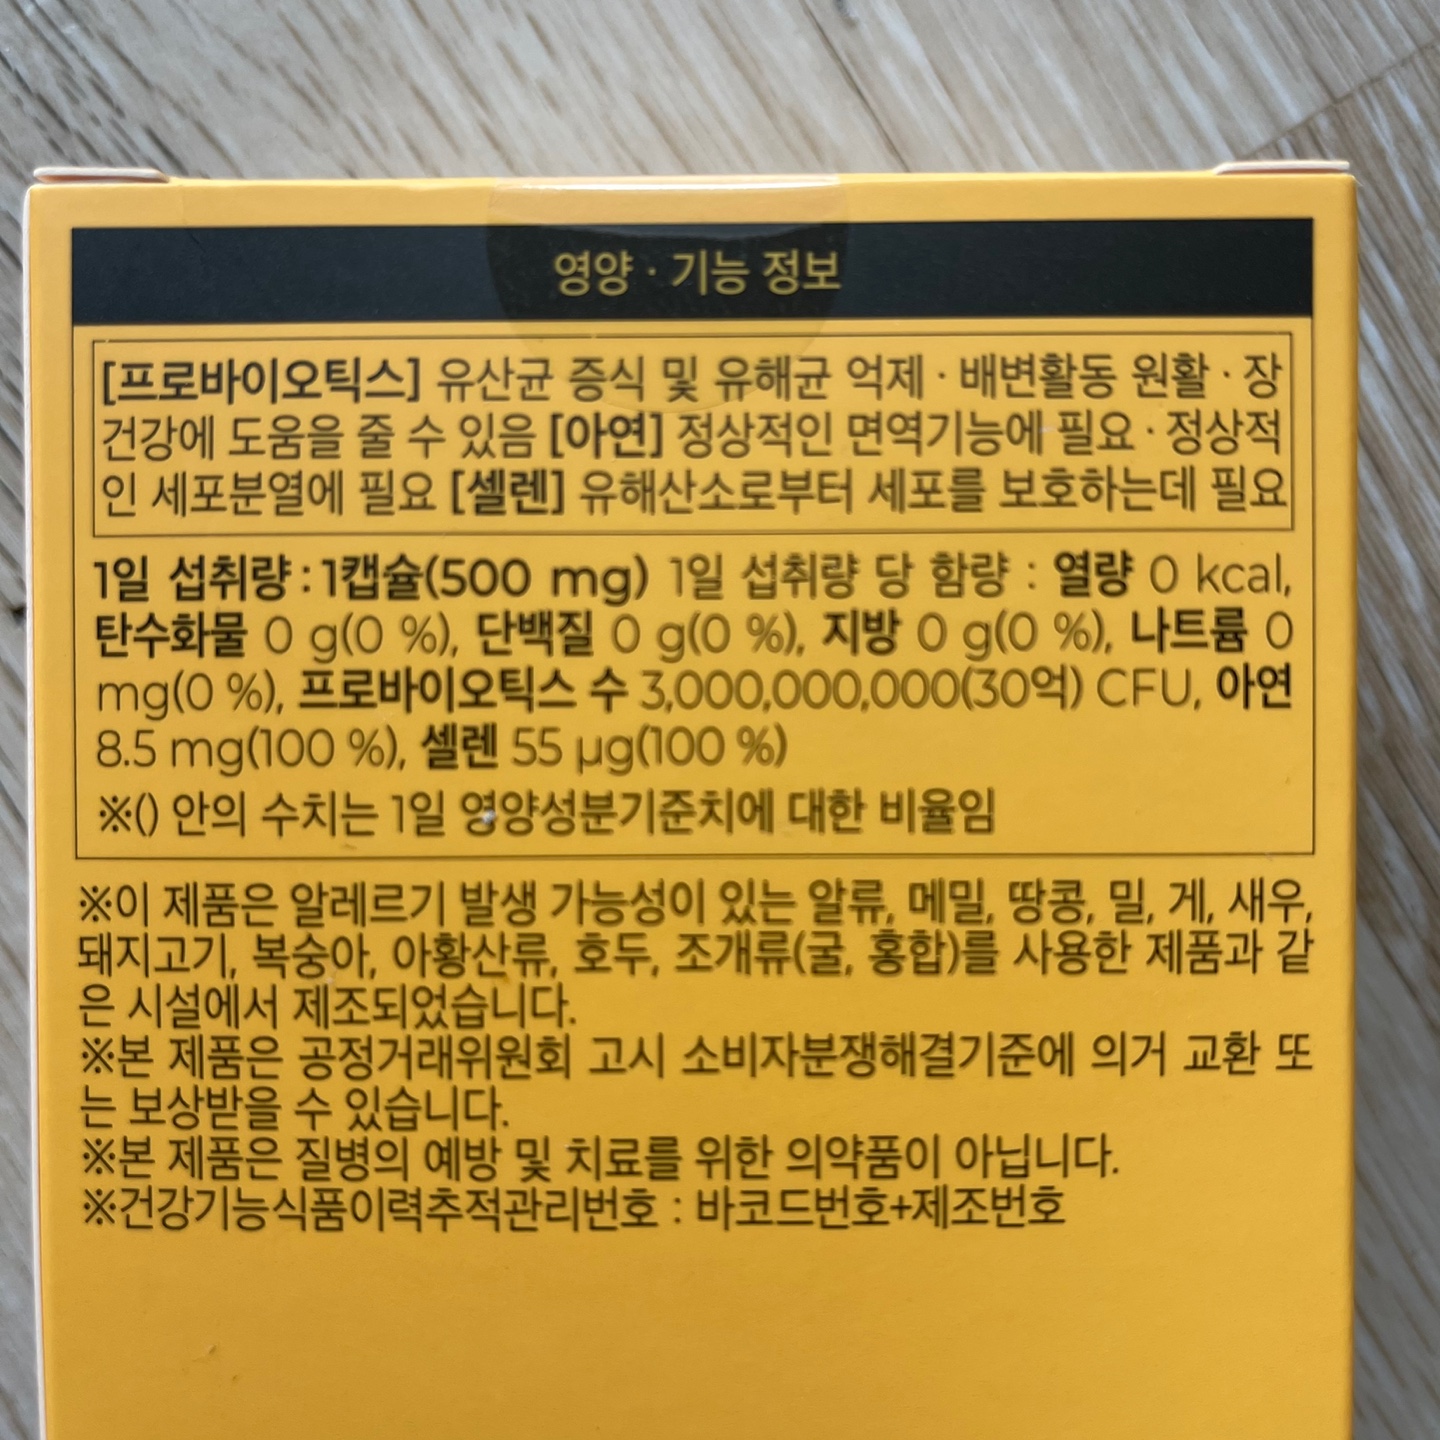 영양 · 기능 정보
[프로바이오틱스] 유산균 증식 및 유해균 억제 · 배변활동 원활 · 장
건강에 도움을 줄 수 있음 [아연] 정상적인 면역기능에 필요 · 정상적
인 세포분열에 필요 [셀렌] 유해산소로부터 세포를 보호하는데 필요
1일 섭취량 : 1캡슐(500 mg) 1일 섭취량 당 함량 : 열량 0 kcal,
탄수화물 0 g(0 %), 단백질 0 g(0 %), 지방 0 g(0 %), 나트륨 0
mg(0 %), 프로바이오틱스 수 3,000,000,000(30억) CFU, 아연
8.5 mg(100 %), 셀렌 55 µg(100 %)
※() 안의 수치는 1일 영양성분기준치에 대한 비율임
※이 제품은 알레르기 발생 가능성이 있는 알류, 메밀, 땅콩, 밀, 게, 새우,
돼지고기, 복숭아, 아황산류, 호두, 조개류(굴, 홍합)를 사용한 제품과 같
은 시설에서 제조되었습니다.
※본 제품은 공정거래위원회 고시 소비자분쟁해결기준에 의거 교환 또
는 보상받을 수 있습니다.
※본 제품은 질병의 예방 및 치료를 위한 의약품이 아닙니다.
※건강기능식품이력추적관리번호 : 바코드번호+제조번호